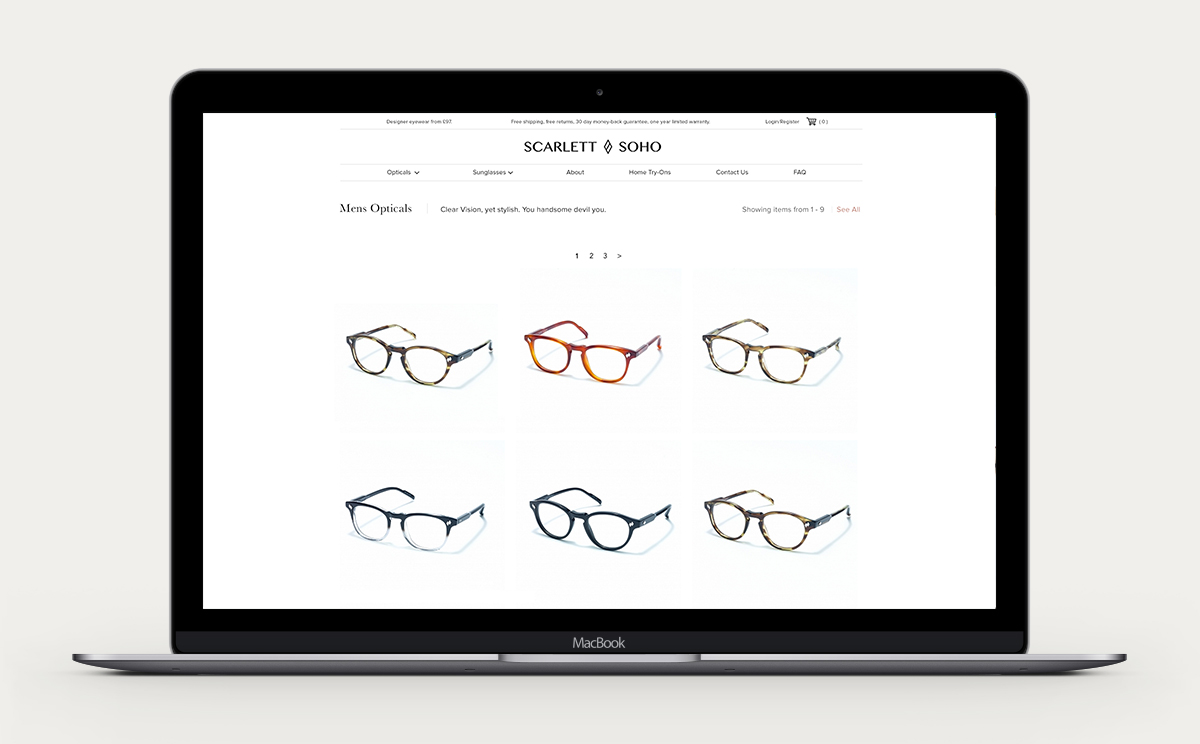 Designer eyewear from £97.
Free shipping, free returns, 30 day money-back guarantee, one year limited warrenty.
Login/Register
( 0 )
SCARLETT SOHO
Opticals
Sunglasses
About
Home Try-Ons
Contact Us
FAQ
Mens Opticals
Clear Vision, yet stylish. You handsome devil you.
Showing items from 1 - 9
See All
1 2 3 >
MacBook